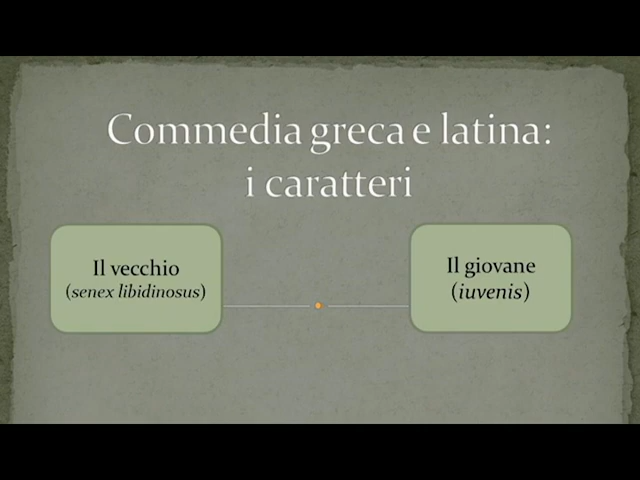 Commedia greca e latina:
i caratteri
Il vecchio
(senex libidinosus)
Il giovane
(iuvenis)